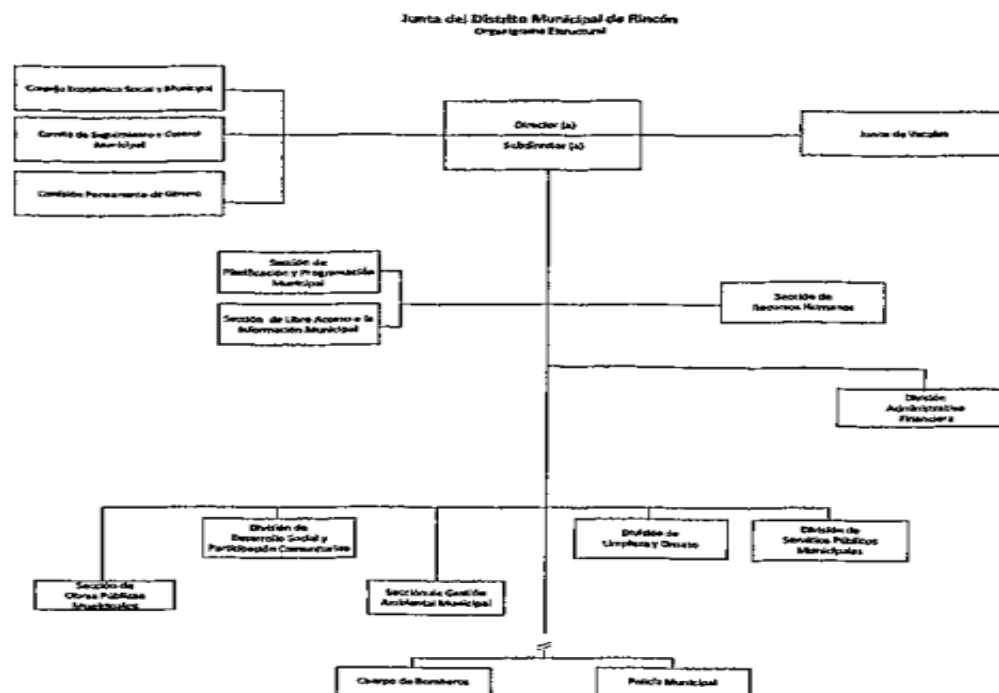 Junta del Distrito Municipal de Rincón
Organigrama Estructural
Consejo Económico Social y Municipal
Director (a)
Subdirector (a)
Junta de Vocales
Comité de Seguimiento y Control
Municipal
Comisión Permanente de Género
Sección de
Planificación y Programación
Municipal
Sección de Libre Acceso a la
Información Municipal
Sección de
Recursos Humanos
División
Administrativa
Financiera
División de
Desarrollo Social y
Participación Comunitaria
División de
Limpieza y Ornato
División de
Servicios Públicos
Municipales
Sección de
Obras Públicas
Municipales
Sección de Gestión
Ambiental Municipal
Cuerpo de Bomberos
Policía Municipal